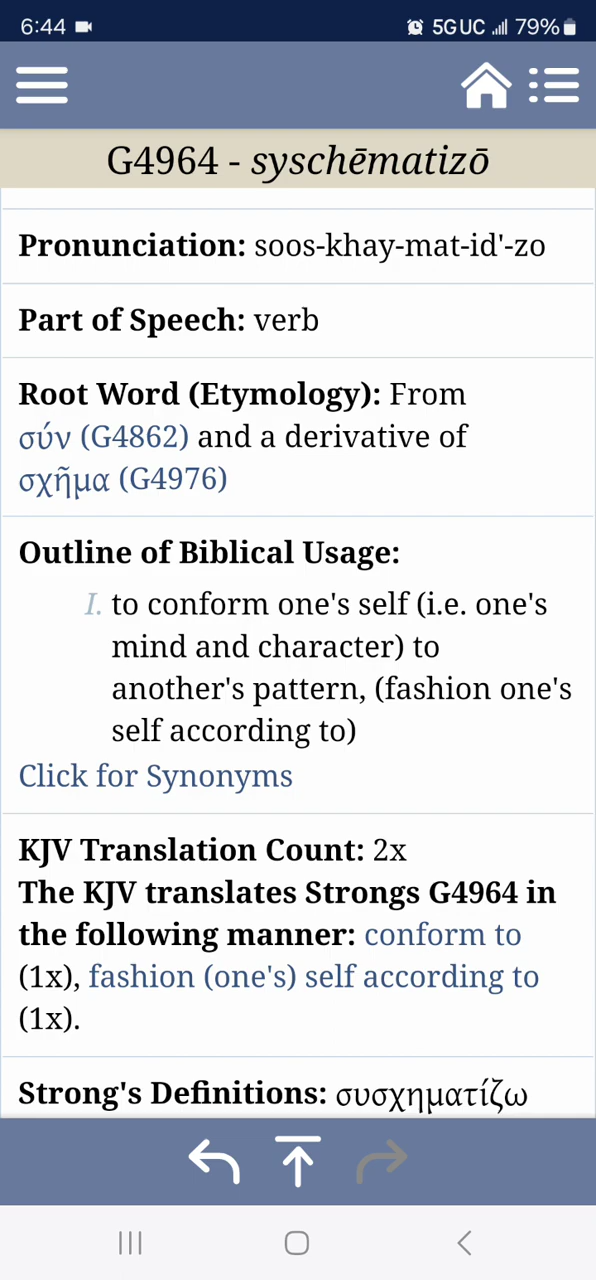 6:44 5G UC 79%
G4964 - syschēmatizō
Pronunciation: soos-khay-mat-id'-zo
Part of Speech: verb
Root Word (Etymology): From
σύν (G4862) and a derivative of
σχῆμα (G4976)
Outline of Biblical Usage:
I. to conform one's self (i.e. one's
mind and character) to
another's pattern, (fashion one's
self according to)
Click for Synonyms
KJV Translation Count: 2x
The KJV translates Strongs G4964 in
the following manner: conform to
(1x), fashion (one's) self according to
(1x).
Strong's Definitions: συσχηματίζω